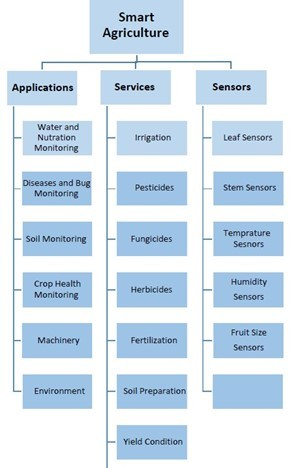 Smart
Agriculture
Applications
Services
Sensors
Water and
Nutration
Monitoring
Diseases and Bug
Monitoring
Soil Monitoring
Crop Health
Monitoring
Machinery
Environment
Irrigation
Pesticides
Fungicides
Herbicides
Fertilization
Soil Preparation
Yield Condition
Leaf Sensors
Stem Sensors
Temprature
Sesnors
Humidity
Sensors
Fruit Size
Sensors